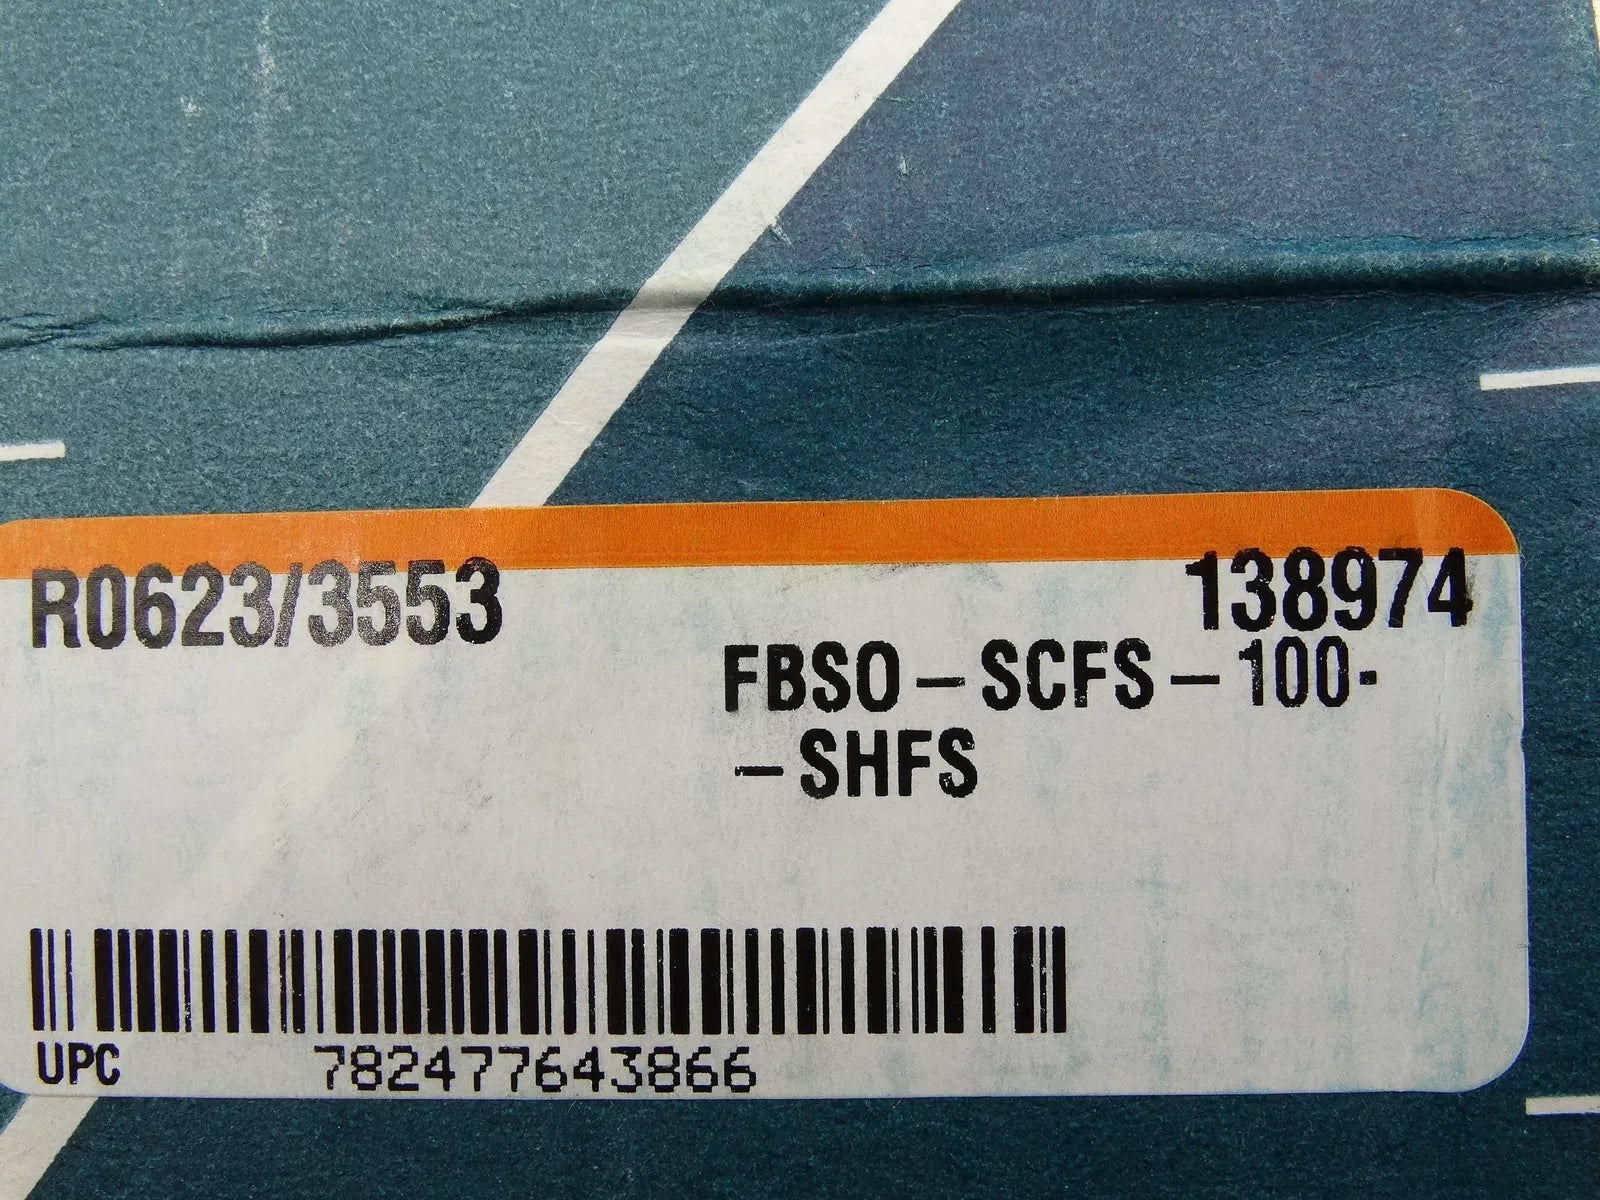 R0623/3553 138974
FBSO-SCFS-100-
-SHFS
UPC 782477643866